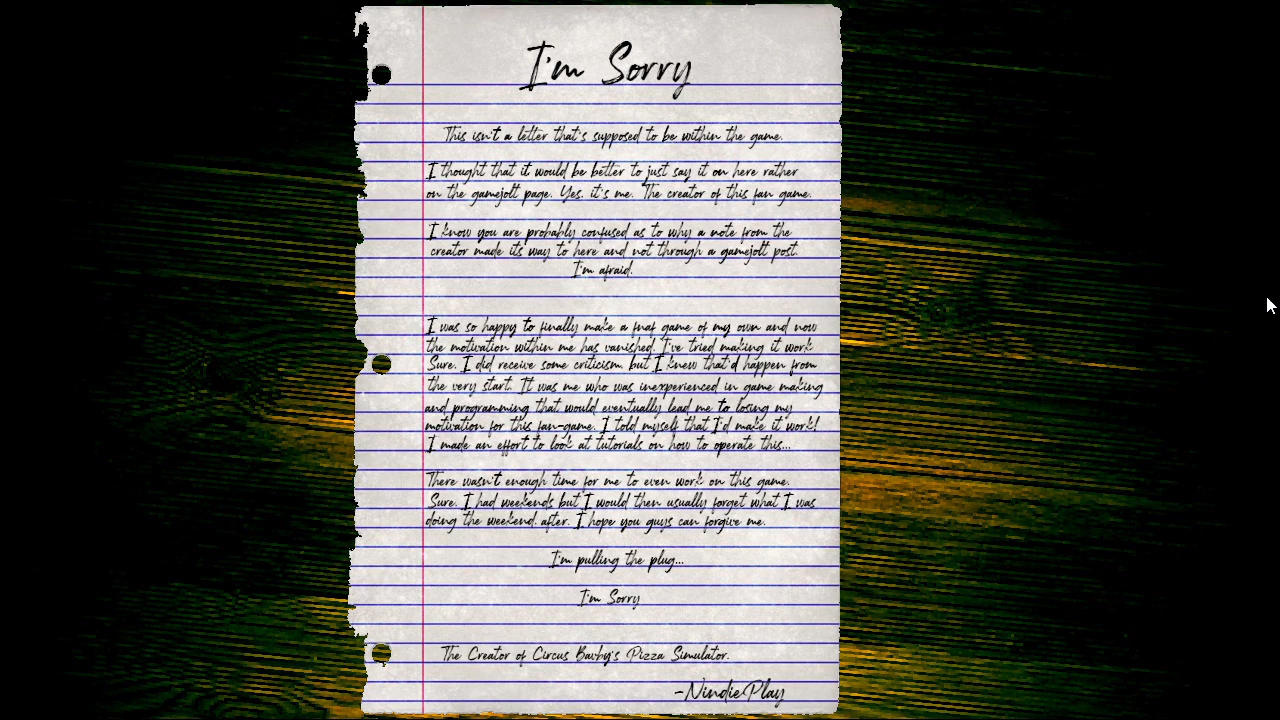 I'm Sorry
This isn't a letter that's supposed to be within the game.
I thought that it would be better to just say it on here rather
on the gamejolt page. Yes, it's me. The creator of this fan game.
I know you are probably confused as to why a note from the
creator made its way to here and not through a gamejolt post.
I'm afraid.
I was so happy to finally make a fnaf game of my own and now
the motivation within me has vanished. I've tried making it work
Sure. I did receive some criticism, but I knew that'd happen from
the very start. It was me who was inexperienced in game making
and programming that would eventually lead me to losing my
motivation for this fan-game. I told myself that I'd make it work!
I made an effort to look at tutorials on how to operate this...
There wasn't enough time for me to even work on this game.
Sure. I had weekends but I would then usually forget what I was
doing the weekend after. I hope you guys can forgive me.
I'm pulling the plug...
I'm Sorry
The Creator of Circus Baby's Pizza Simulator.
-NindiePlay